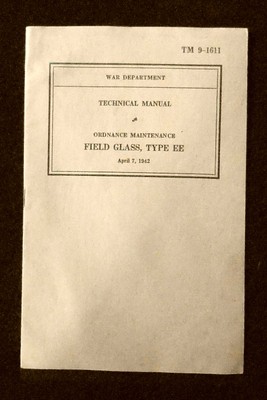 TM 9-1611
WAR DEPARTMENT
TECHNICAL MANUAL
ORDNANCE MAINTENANCE
FIELD GLASS, TYPE EE
April 7, 1942